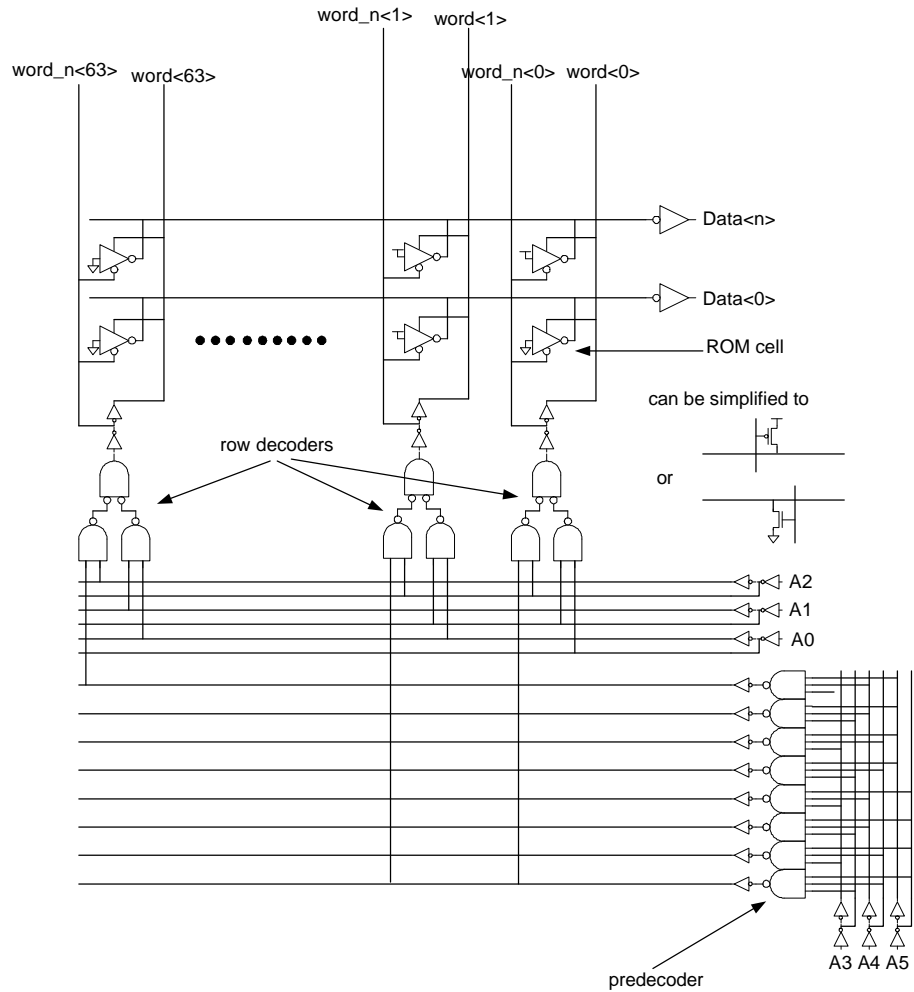 word_n<1>
word<1>
word_n<63>
word<63>
word_n<0>
word<0>
Data<n>
Data<0>
ROM cell
can be simplified to
row decoders
or
A2
A1
A0
A3 A4 A5
predecoder